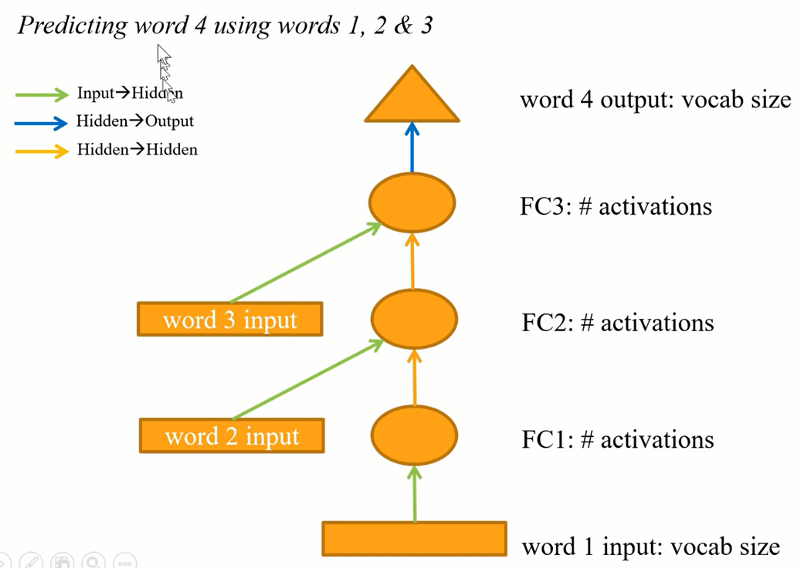 Predicting word 4 using words 1, 2 & 3
Input→Hidden
Hidden→Output
Hidden→Hidden
word 4 output: vocab size
FC3: # activations
word 3 input
FC2: # activations
word 2 input
FC1: # activations
word 1 input: vocab size